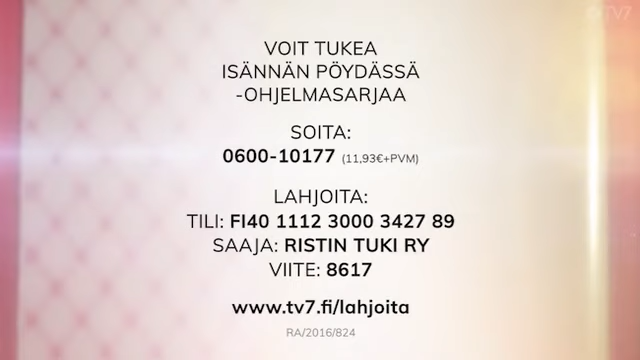 TV7
VOIT TUKEA
ISÄNNÄN PÖYDÄSSÄ
-OHJELMASARJAA
SOITA:
0600-10177 (11,93€+PVM)
LAHJOITA:
TILI: FI40 1112 3000 3427 89
SAAJA: RISTIN TUKI RY
VIITE: 8617
www.tv7.fi/lahjoita
RA/2016/824